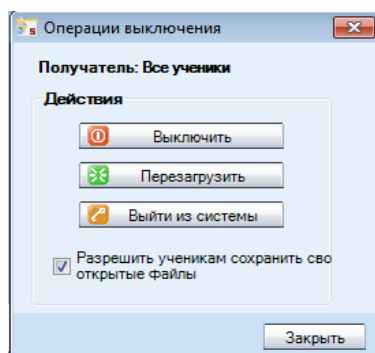 Операции выключения
Получатель: Все ученики
Действия
Выключить
Перезагрузить
Выйти из системы
Разрешить ученикам сохранить сво
открытые файлы
Закрыть